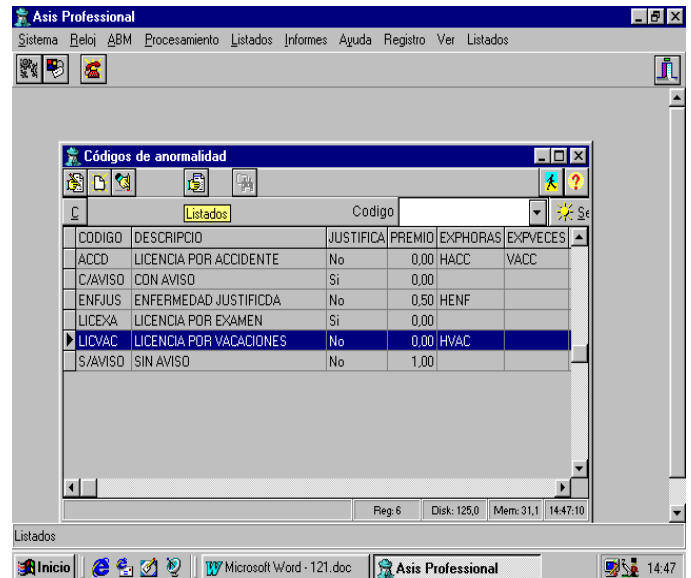 Asis Professional
Sistema Reloj ABM Procesamiento Listados Informes Ayuda Registro Ver Listados
Códigos de anormalidad
C Listados Codigo Se
CODIGO DESCRIPCIO JUSTIFICA PREMIO EXPHORAS EXPVECES
ACCD LICENCIA POR ACCIDENTE No 0,00 HACC VACC
C/AVISO CON AVISO Si 0,00
ENFJUS ENFERMEDAD JUSTIFICDA No 0,50 HENF
LICEXA LICENCIA POR EXAMEN Si 0,00
LICVAC LICENCIA POR VACACIONES No 0,00 HVAC
S/AVISO SIN AVISO No 1,00
Reg: 6 Disk: 125,0 Mem: 31,1 14:47:10
Listados
Inicio Microsoft Word - 121.doc Asis Professional 14:47